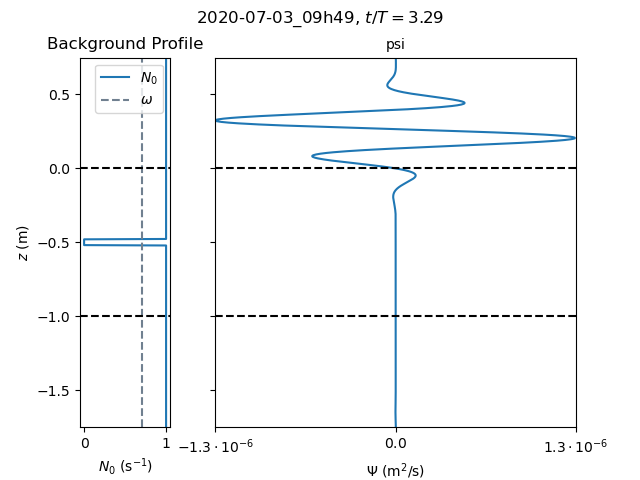 2020-07-03_09h49, t/T = 3.29
Background Profile
psi
N₀
ω
0.5
0.0
−0.5
−1.0
−1.5
z (m)
0 1
−1.3 · 10⁻⁶ 0.0 1.3 · 10⁻⁶
N₀ (s⁻¹)
Ψ (m²/s)